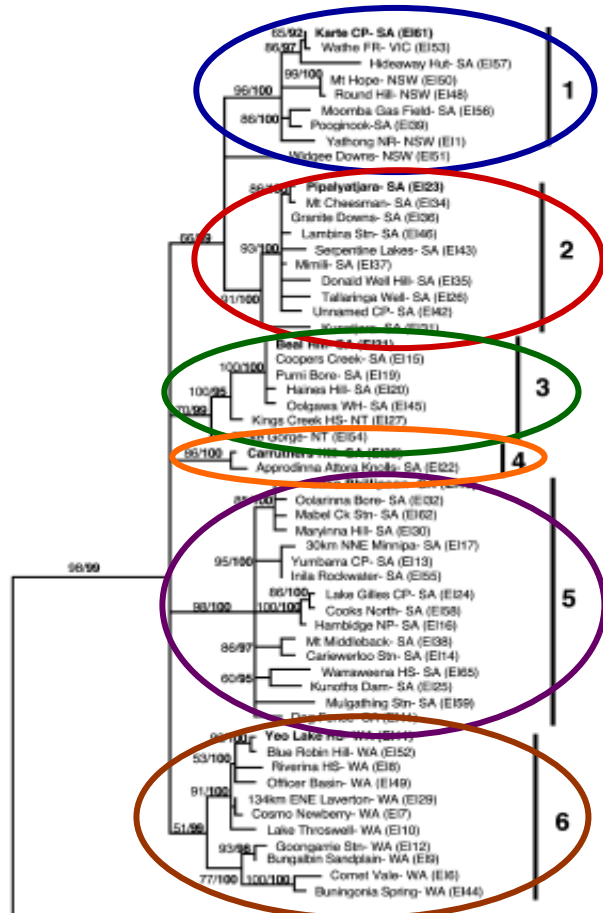 65/92 Karte CP- SA (EI61)
86/97 Wathe FR- VIC (EI53)
Hideaway Hut- SA (EI57)
99/100 Mt Hope- NSW (EI50)
96/100 Round Hill- NSW (EI48)
1
Moomba Gas Field- SA (EI56)
86/100 Pooginook- SA (EI39)
Yathong NR- NSW (EI1)
Widgee Downs- NSW (EI51)
86/100 Pipalyatjara- SA (EI23)
Mt Cheesman- SA (EI34)
Granite Downs- SA (EI36)
Lambina Stn- SA (EI46)
93/100 Serpentine Lakes- SA (EI43)
2
Mimili- SA (EI37)
Donald Well Hill- SA (EI35)
91/100 Tallaringa Well- SA (EI26)
Unnamed CP- SA (EI42)
Coopers Creek- SA (EI15)
100/100 Purni Bore- SA (EI19)
100/95 Haines Hill- SA (EI20)
3
Oolgawa WH- SA (EI45)
70/99 Kings Creek HS- NT (EI27)
Gorge- NT (EI54)
86/100 SA
4
Approdinna Attora Knolls- SA (EI22)
Oolarinna Bore- SA (EI32)
Mabel Ck Stn- SA (EI62)
Maryinna Hill- SA (EI30)
30km NNE Minnipa- SA (EI17)
95/100 Yumbarra CP- SA (EI13)
98/99 Inila Rockwater- SA (EI55)
86/100 Lake Gilles CP- SA (EI24)
98/100 100/100 Cooks North- SA (EI58)
5
Hambidge NP- SA (EI16)
Mt Middleback- SA (EI38)
86/97 Cariewerloo Stn- SA (EI14)
Warraweena HS- SA (EI65)
60/95 Kunoths Dam- SA (EI25)
Mulgathing Stn- SA (EI59)
Yeo Lake
Blue Robin Hill- WA (EI52)
53/100 Riverina HS- WA (EI8)
Officer Basin- WA (EI49)
91/100 134km ENE Laverton- WA (EI29)
Cosmo Newberry- WA (EI7)
6
51/99 Lake Throswell- WA (EI10)
93/98 Goongarrie Stn- WA (EI12)
Bungalbin Sandplain- WA (EI9)
Comet Vale- WA (EI6)
77/100 100/100 Buningonia Spring- WA (EI44)